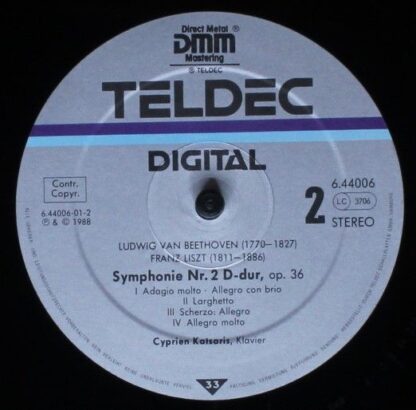 Direct Metal ®
DMM
Mastering
℗ TELDEC
TELDEC
DIGITAL
Contr.
Copyr.
6.44006-01-2
℗ & © 1988
2
6.44006
LC 3706
STEREO
LUDWIG VAN BEETHOVEN (1770–1827)
FRANZ LISZT (1811–1886)
Symphonie Nr. 2 D-dur, op. 36
I Adagio molto · Allegro con brio
II Larghetto
III Scherzo: Allegro
IV Allegro molto
Cyprien Katsaris, Klavier
33